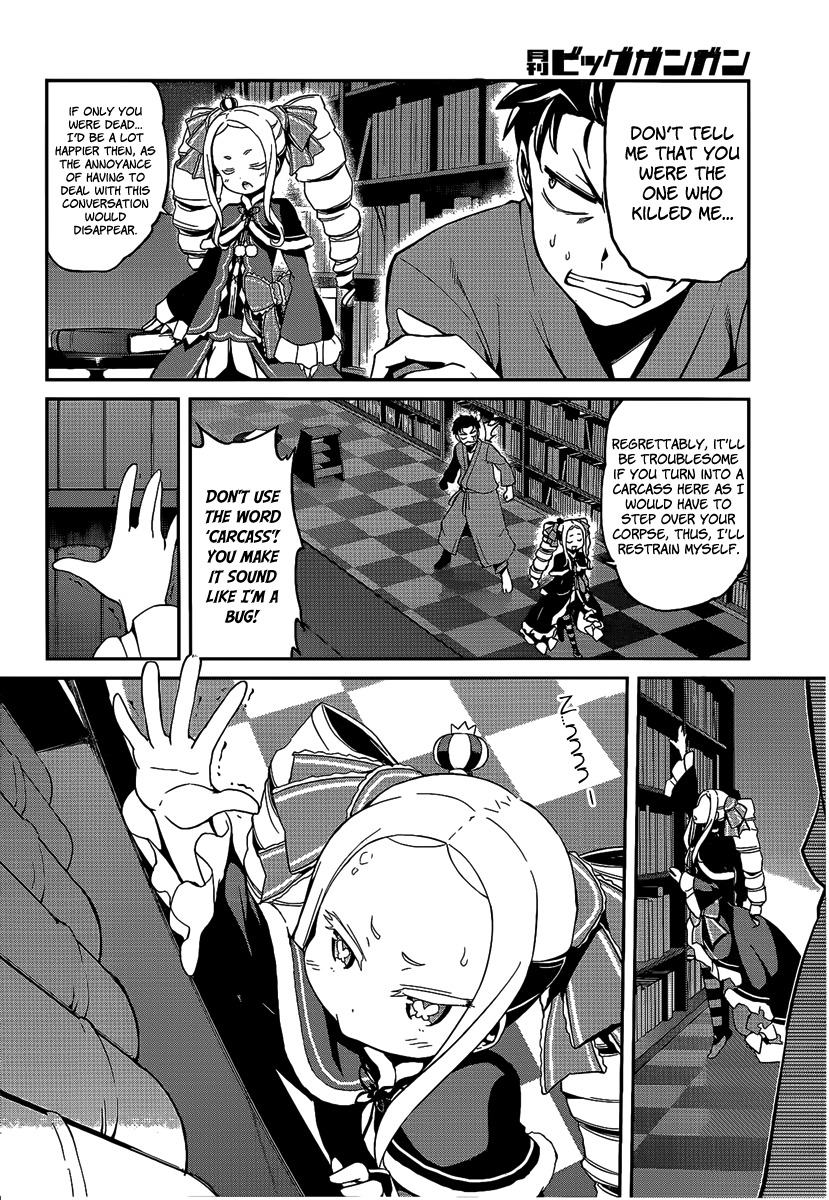 月刊ビッグガンガン
DON'T TELL
ME THAT YOU
WERE THE
ONE WHO
KILLED ME...
IF ONLY YOU
WERE DEAD...
I'D BE A LOT
HAPPIER THEN, AS
THE ANNOYANCE
OF HAVING TO
DEAL WITH THIS
CONVERSATION
WOULD
DISAPPEAR.
REGRETTABLY, IT'LL
BE TROUBLESOME
IF YOU TURN INTO
A CARCASS HERE AS I
WOULD HAVE TO
STEP OVER YOUR
CORPSE, THUS, I'LL
RESTRAIN MYSELF.
DON'T USE
THE WORD
'CARCASS'!
YOU MAKE
IT SOUND
LIKE I'M A
BUG!
N...nnnn~